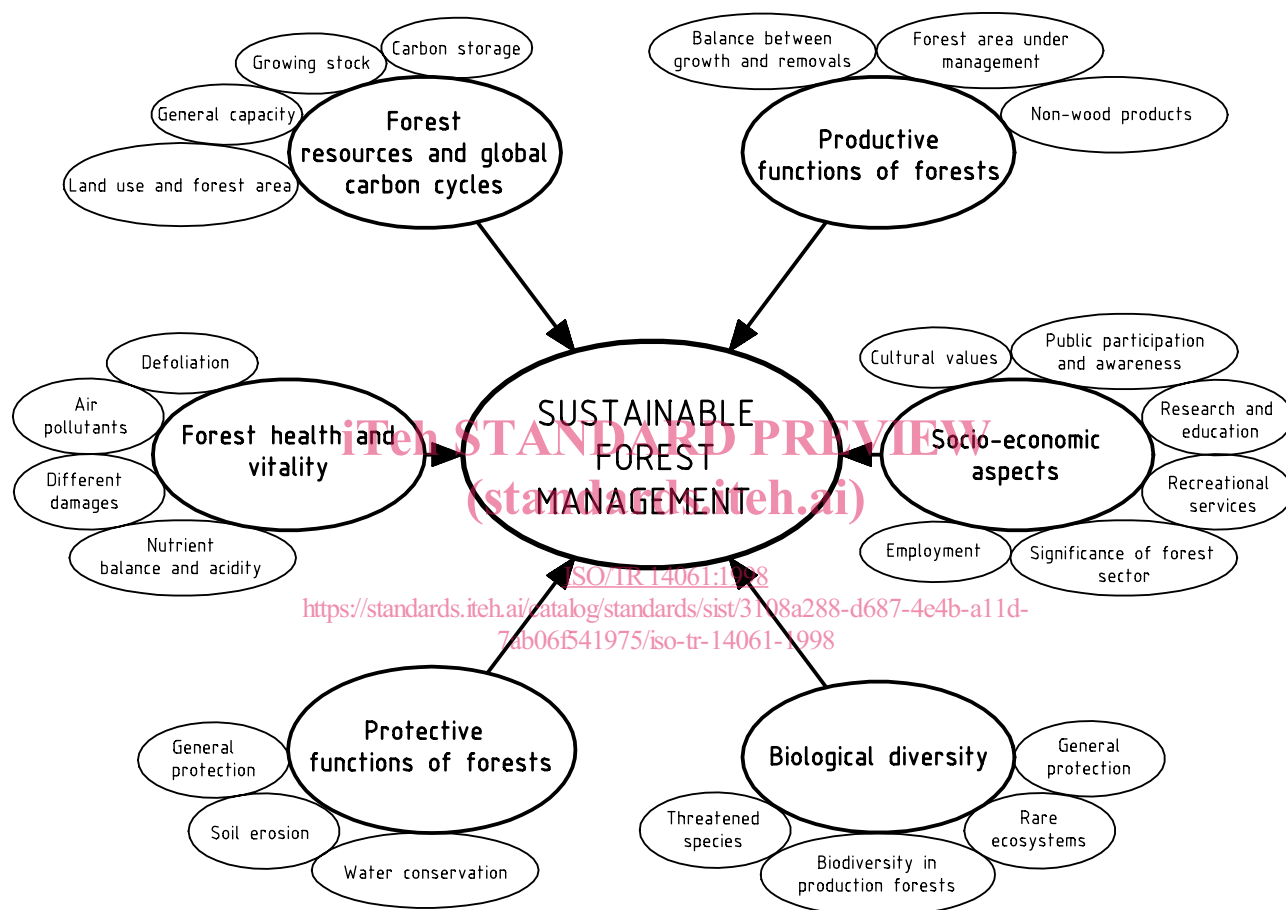 Carbon storage
Growing stock
General capacity
Land use and forest area
Forest
resources and global
carbon cycles
Balance between
growth and removals
Forest area under
management
Non-wood products
Productive
functions of forests
Defoliation
Air
pollutants
Different
damages
Nutrient
balance and acidity
Forest health and
vitality
SUSTAINABLE
FOREST
MANAGEMENT
Cultural values
Public participation
and awareness
Research and
education
Recreational
services
Significance of forest
sector
Employment
Socio-economic
aspects
iTeh STANDARD PREVIEW
(standards.iteh.ai)
ISO/TR 14061:1998
https://standards.iteh.ai/catalog/standards/sist/3108a288-d687-4e4b-a11d-
7ab06f541975/iso-tr-14061-1998
Protective
functions of forests
General
protection
Soil erosion
Water conservation
Biological diversity
General
protection
Rare
ecosystems
Threatened
species
Biodiversity in
production forests